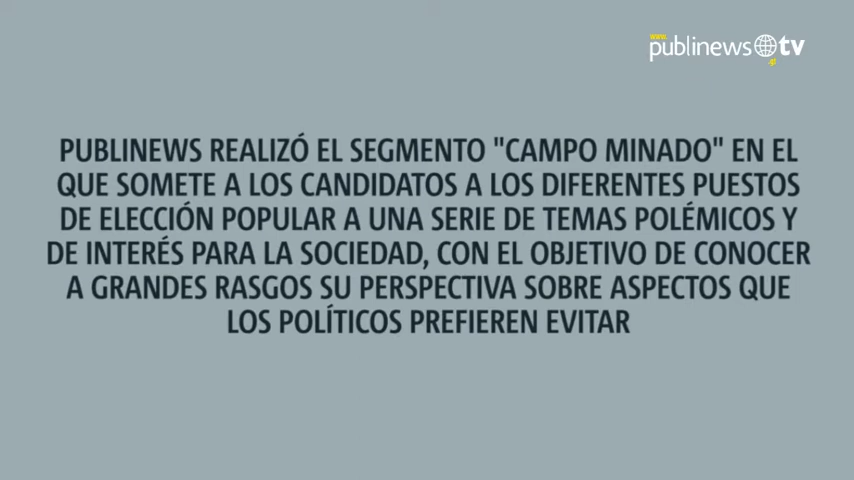 www.
publinews tv
gt
PUBLINEWS REALIZÓ EL SEGMENTO "CAMPO MINADO" EN EL
QUE SOMETE A LOS CANDIDATOS A LOS DIFERENTES PUESTOS
DE ELECCIÓN POPULAR A UNA SERIE DE TEMAS POLÉMICOS Y
DE INTERÉS PARA LA SOCIEDAD, CON EL OBJETIVO DE CONOCER
A GRANDES RASGOS SU PERSPECTIVA SOBRE ASPECTOS QUE
LOS POLÍTICOS PREFIEREN EVITAR